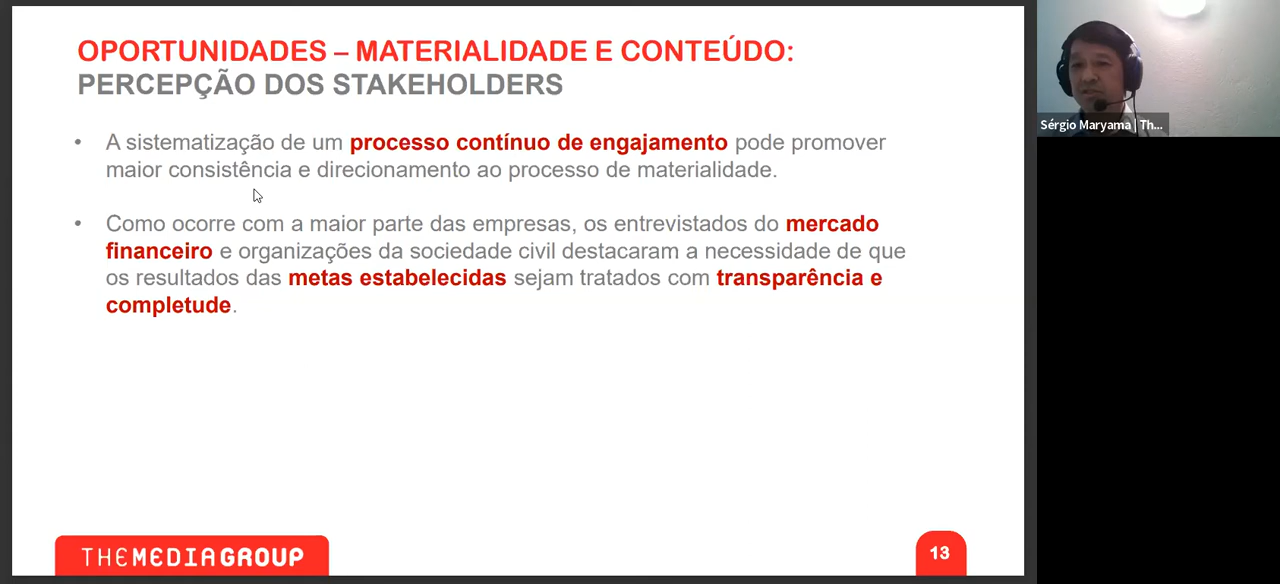 OPORTUNIDADES – MATERIALIDADE E CONTEÚDO:
PERCEPÇÃO DOS STAKEHOLDERS
• A sistematização de um processo contínuo de engajamento pode promover
maior consistência e direcionamento ao processo de materialidade.
• Como ocorre com a maior parte das empresas, os entrevistados do mercado
financeiro e organizações da sociedade civil destacaram a necessidade de que
os resultados das metas estabelecidas sejam tratados com transparência e
completude.
THEMEDIAGROUP
13
Sérgio Maryama | Th...